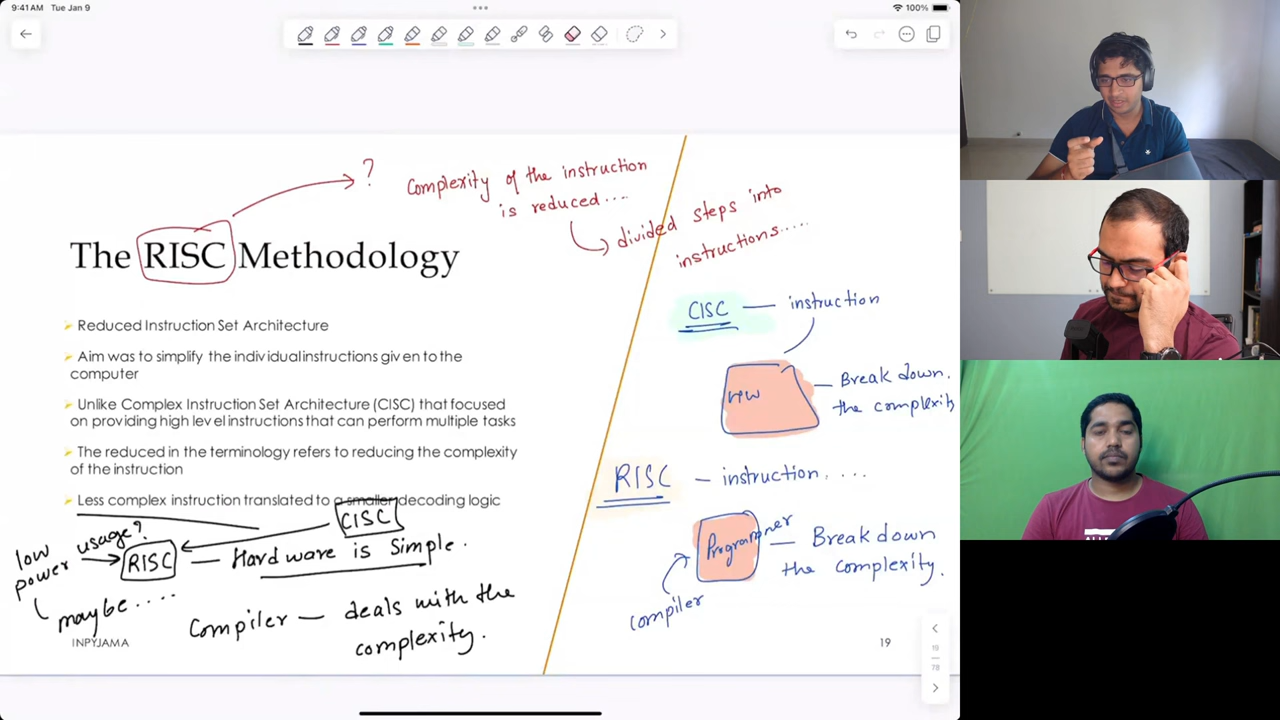 9:41 AM Tue Jan 9
100%
?
Complexity of the instruction
is reduced....
divided steps into
instructions.....
The RISC Methodology
Reduced Instruction Set Architecture
Aim was to simplify the individual instructions given to the
computer
Unlike Complex Instruction Set Architecture (CISC) that focused
on providing high level instructions that can perform multiple tasks
The reduced in the terminology refers to reducing the complexity
of the instruction
Less complex instruction translated to a smaller decoding logic
CISC
low
power usage?
RISC — Hardware is Simple.
maybe....
Compiler — deals with the
complexity.
CISC — instruction
Break down.
the complexity
RISC — instruction....
Programmer — Break down
the complexity.
compiler
INPYJAMA
19
19
78